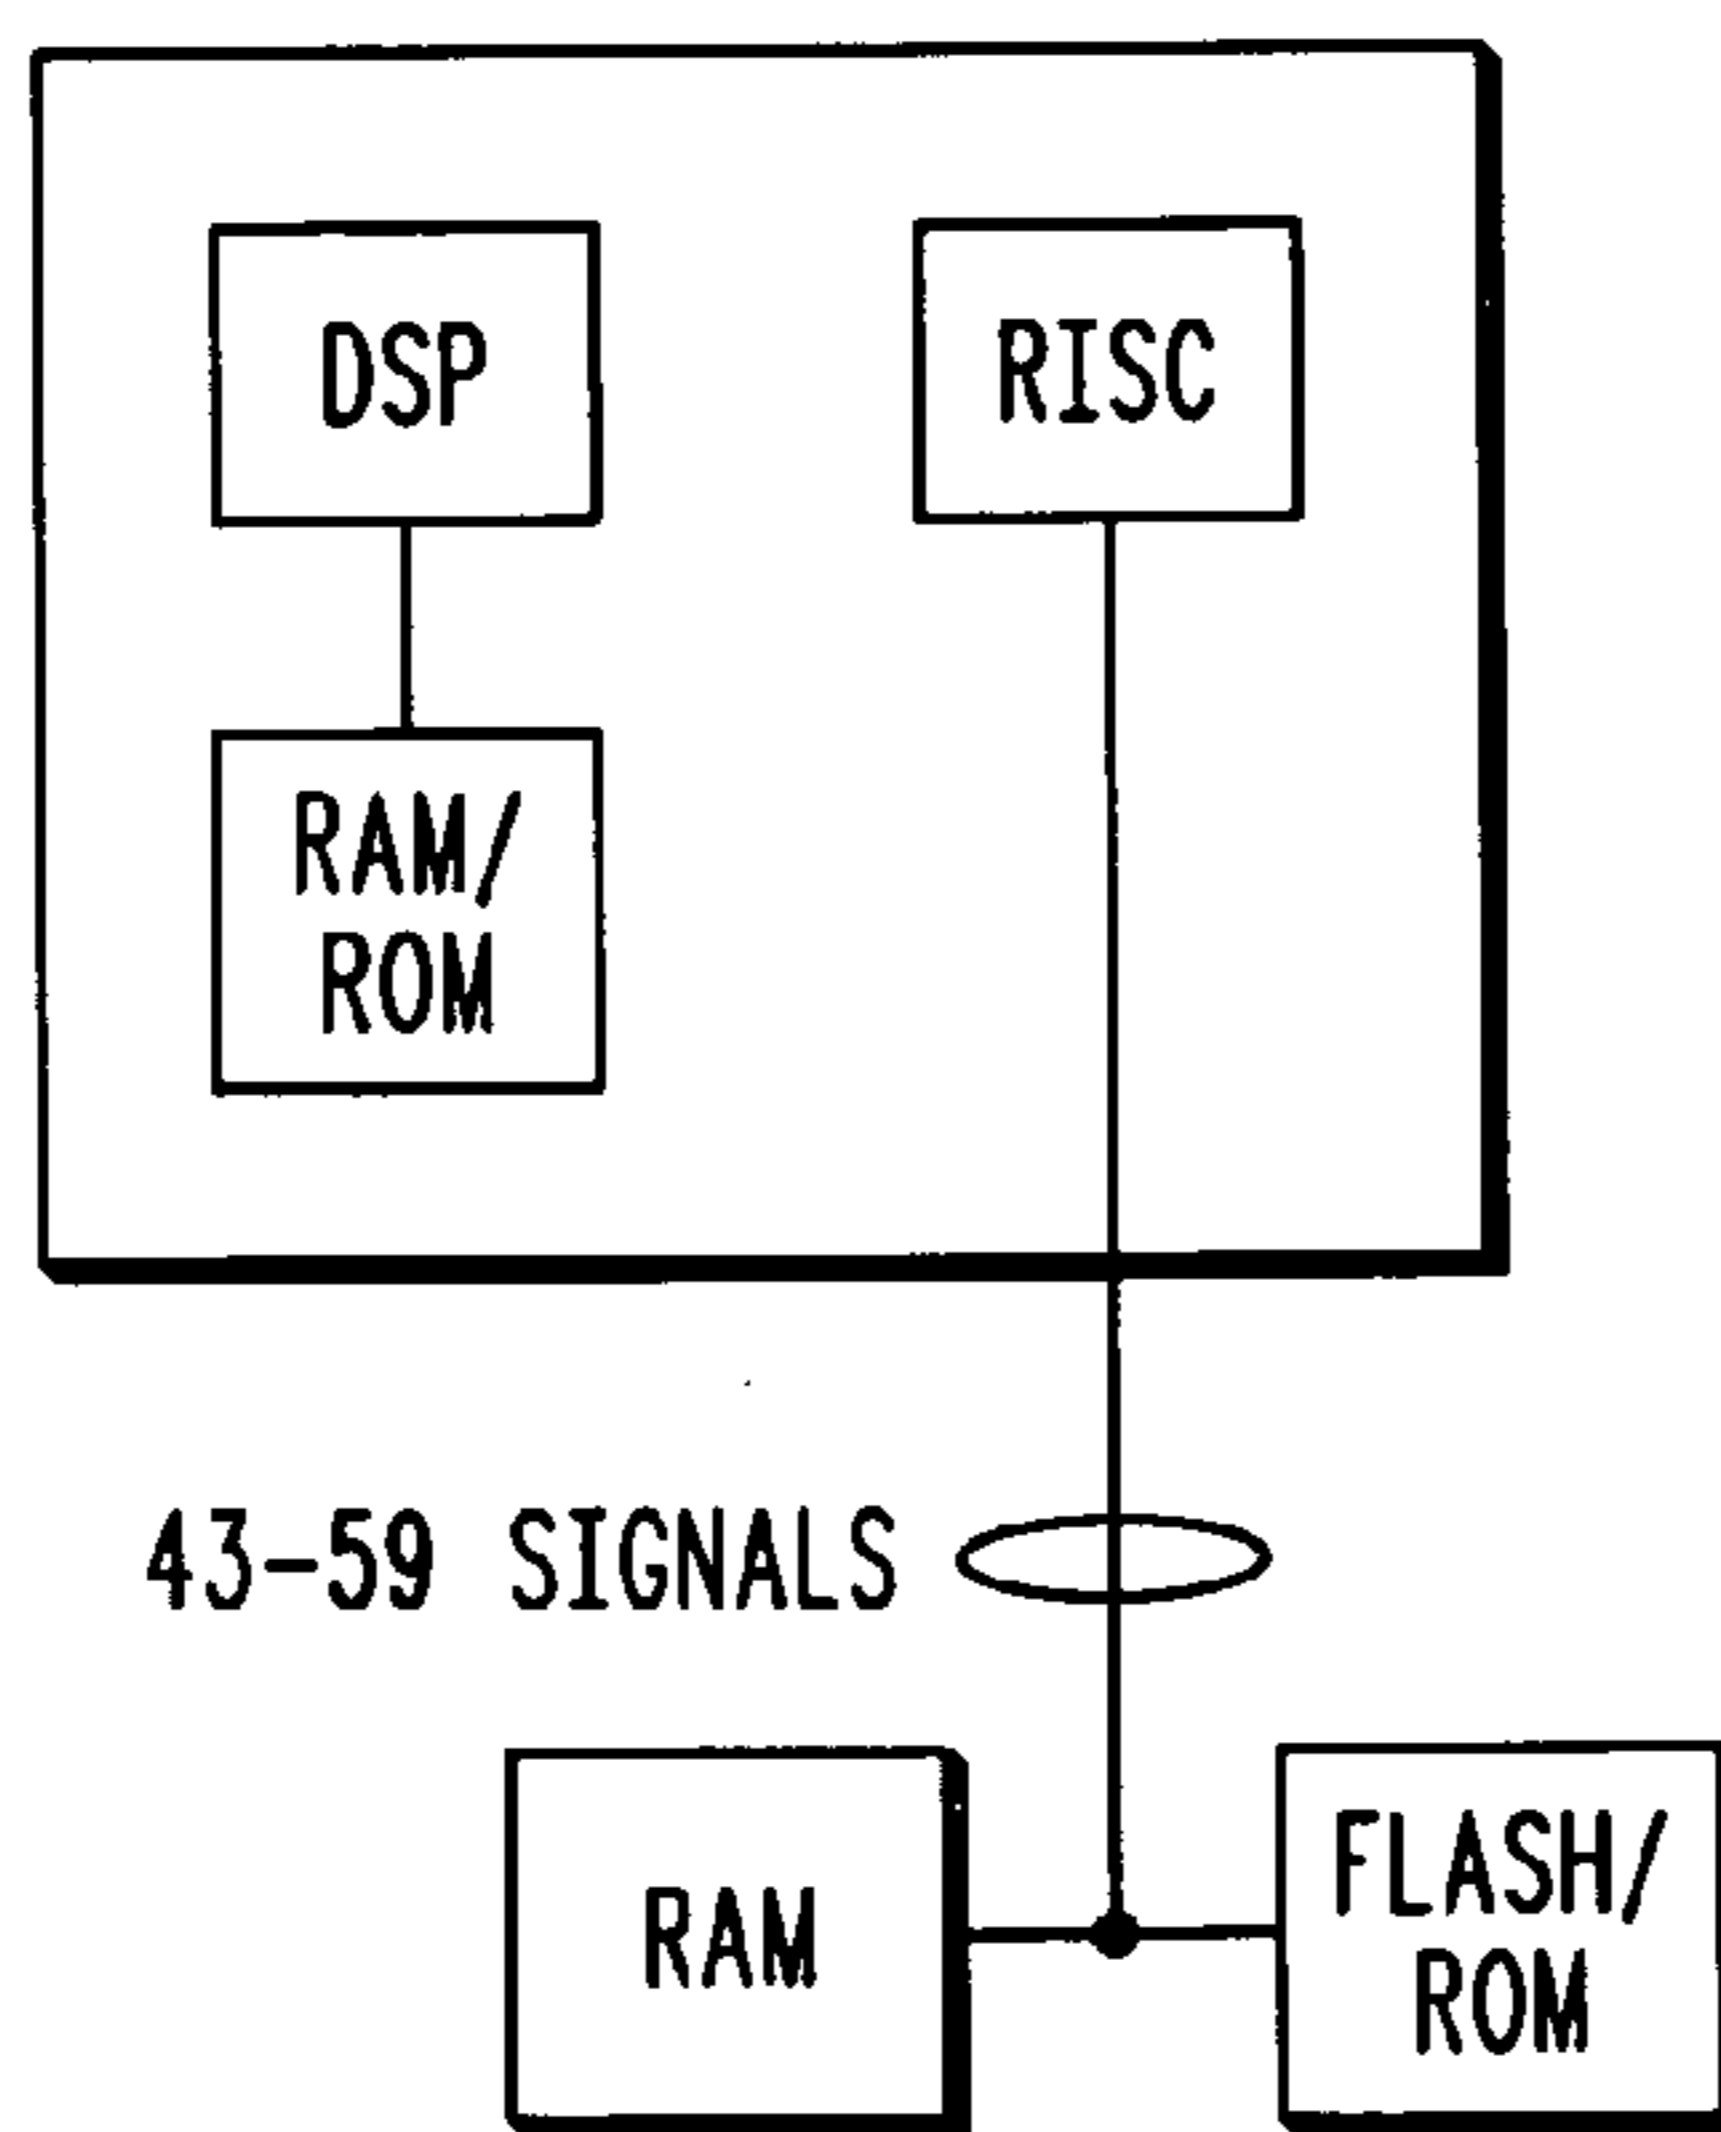 DSP
RISC
RAM/
ROM
43-59 SIGNALS
RAM
FLASH/
ROM